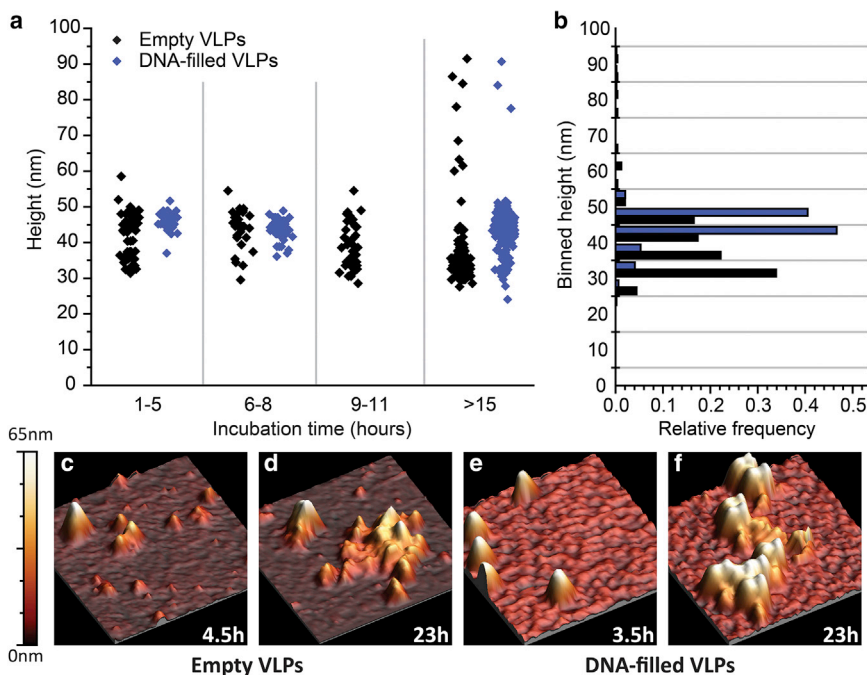 a
Empty VLPs
DNA-filled VLPs
Height (nm)
100
90
80
70
60
50
40
30
20
10
0
1-5
6-8
9-11
>15
Incubation time (hours)
b
Binned height (nm)
100
90
80
70
60
50
40
30
20
10
0
0.0
0.1
0.2
0.3
0.4
0.5
Relative frequency
65nm
0nm
c
4.5h
d
23h
e
3.5h
f
23h
Empty VLPs
DNA-filled VLPs